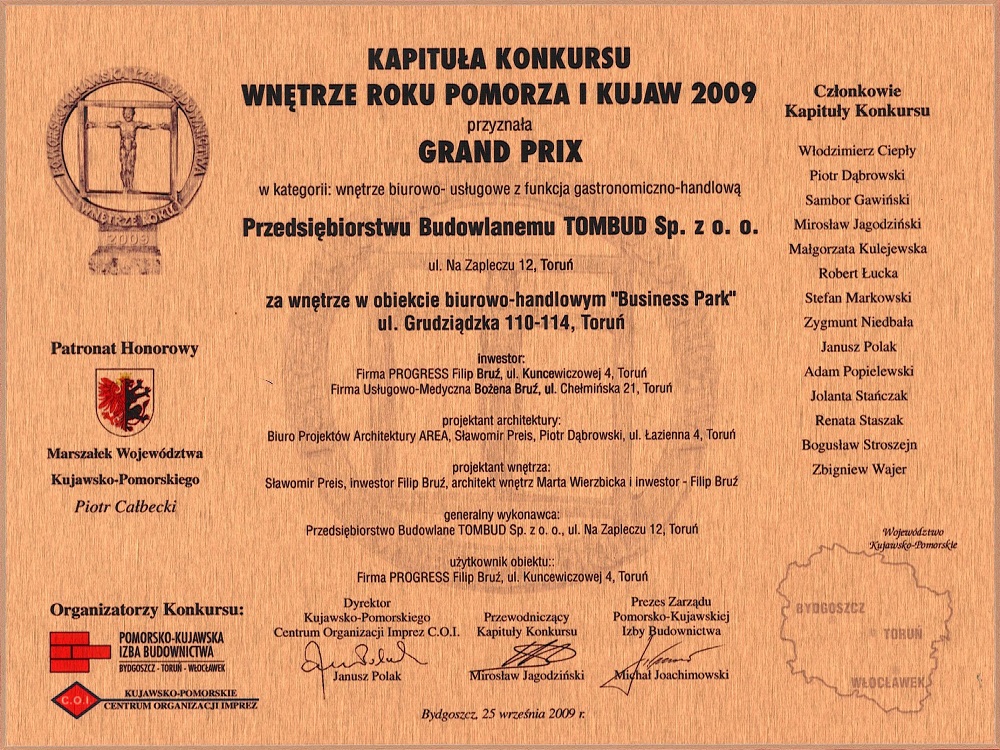 KAPITUŁA KONKURSU
WNĘTRZE ROKU POMORZA I KUJAW 2009
przyznała
GRAND PRIX
w kategorii: wnętrze biurowo- usługowe z funkcja gastronomiczno-handlową
Przedsiębiorstwu Budowlanemu TOMBUD Sp. z o. o.
ul. Na Zapleczu 12, Toruń
za wnętrze w obiekcie biurowo-handlowym "Business Park"
ul. Grudziądzka 110-114, Toruń
inwestor:
Firma PROGRESS Filip Bruź, ul. Kuncewiczowej 4, Toruń
Firma Usługowo-Medyczna Bożena Bruź, ul. Chełmińska 21, Toruń
projektant architektury:
Biuro Projektów Architektury AREA, Sławomir Preis, Piotr Dąbrowski, ul. Łazienna 4, Toruń
projektant wnętrza:
Sławomir Preis, inwestor Filip Bruź, architekt wnętrz Marta Wierzbicka i inwestor - Filip Bruź
generalny wykonawca:
Przedsiębiorstwo Budowlane TOMBUD Sp. z o. o., ul. Na Zapleczu 12, Toruń
użytkownik obiektu::
Firma PROGRESS Filip Bruź, ul. Kuncewiczowej 4, Toruń
POMORSKO-KUJAWSKA IZBA BUDOWNICTWA
WNĘTRZE ROKU
2009
Patronat Honorowy
Marszałek Województwa
Kujawsko-Pomorskiego
Piotr Całbecki
Członkowie
Kapituły Konkursu
Włodzimierz Ciepły
Piotr Dąbrowski
Sambor Gawiński
Mirosław Jagodziński
Małgorzata Kulejewska
Robert Łucka
Stefan Markowski
Zygmunt Niedbała
Janusz Polak
Adam Popielewski
Jolanta Stańczak
Renata Staszak
Bogusław Stroszejn
Zbigniew Wajer
Województwo
Kujawsko-Pomorskie
BYDGOSZCZ
TORUŃ
WŁOCŁAWEK
Organizatorzy Konkursu:
POMORSKO-KUJAWSKA
IZBA BUDOWNICTWA
BYDGOSZCZ - TORUŃ - WŁOCŁAWEK
C.O.I.
KUJAWSKO-POMORSKIE
CENTRUM ORGANIZACJI IMPREZ
Dyrektor
Kujawsko-Pomorskiego
Centrum Organizacji Imprez C.O.I.
Janusz Polak
Przewodniczący
Kapituły Konkursu
Mirosław Jagodziński
Prezes Zarządu
Pomorsko-Kujawskiej
Izby Budownictwa
Michał Joachimowski
Bydgoszcz, 25 września 2009 r.